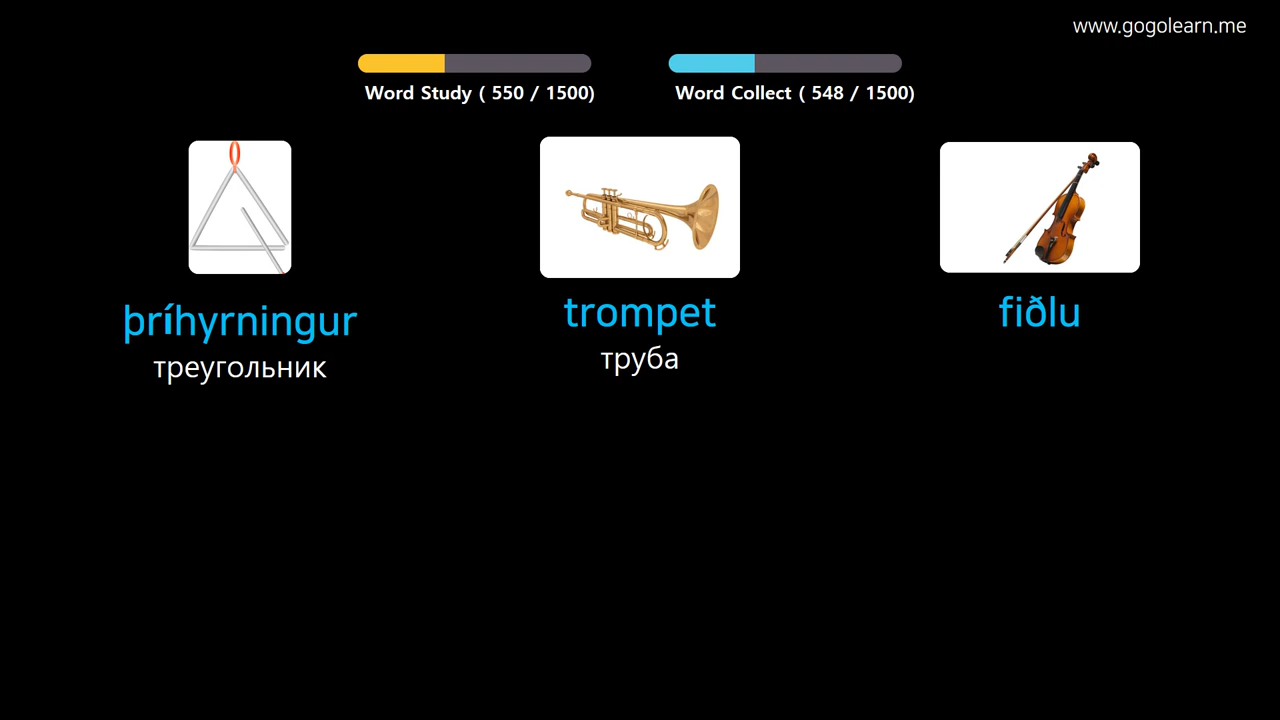 www.gogolearn.me
Word Study ( 550 / 1500)
Word Collect ( 548 / 1500)
þríhyrningur
треугольник
trompet
труба
fiðlu